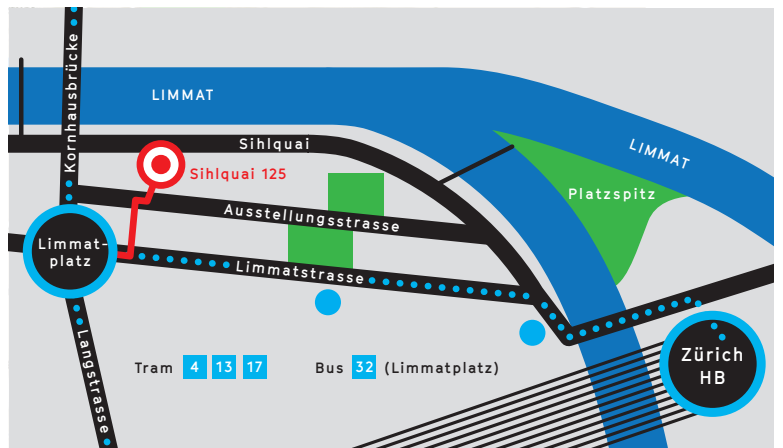 Kornhausbrücke
LIMMAT
LIMMAT
Sihlquai
Sihlquai 125
Platzspitz
Ausstellungsstrasse
Limmat-
platz
Limmatstrasse
Langstrasse
Zürich
HB
Tram 4 13 17 Bus 32 (Limmatplatz)